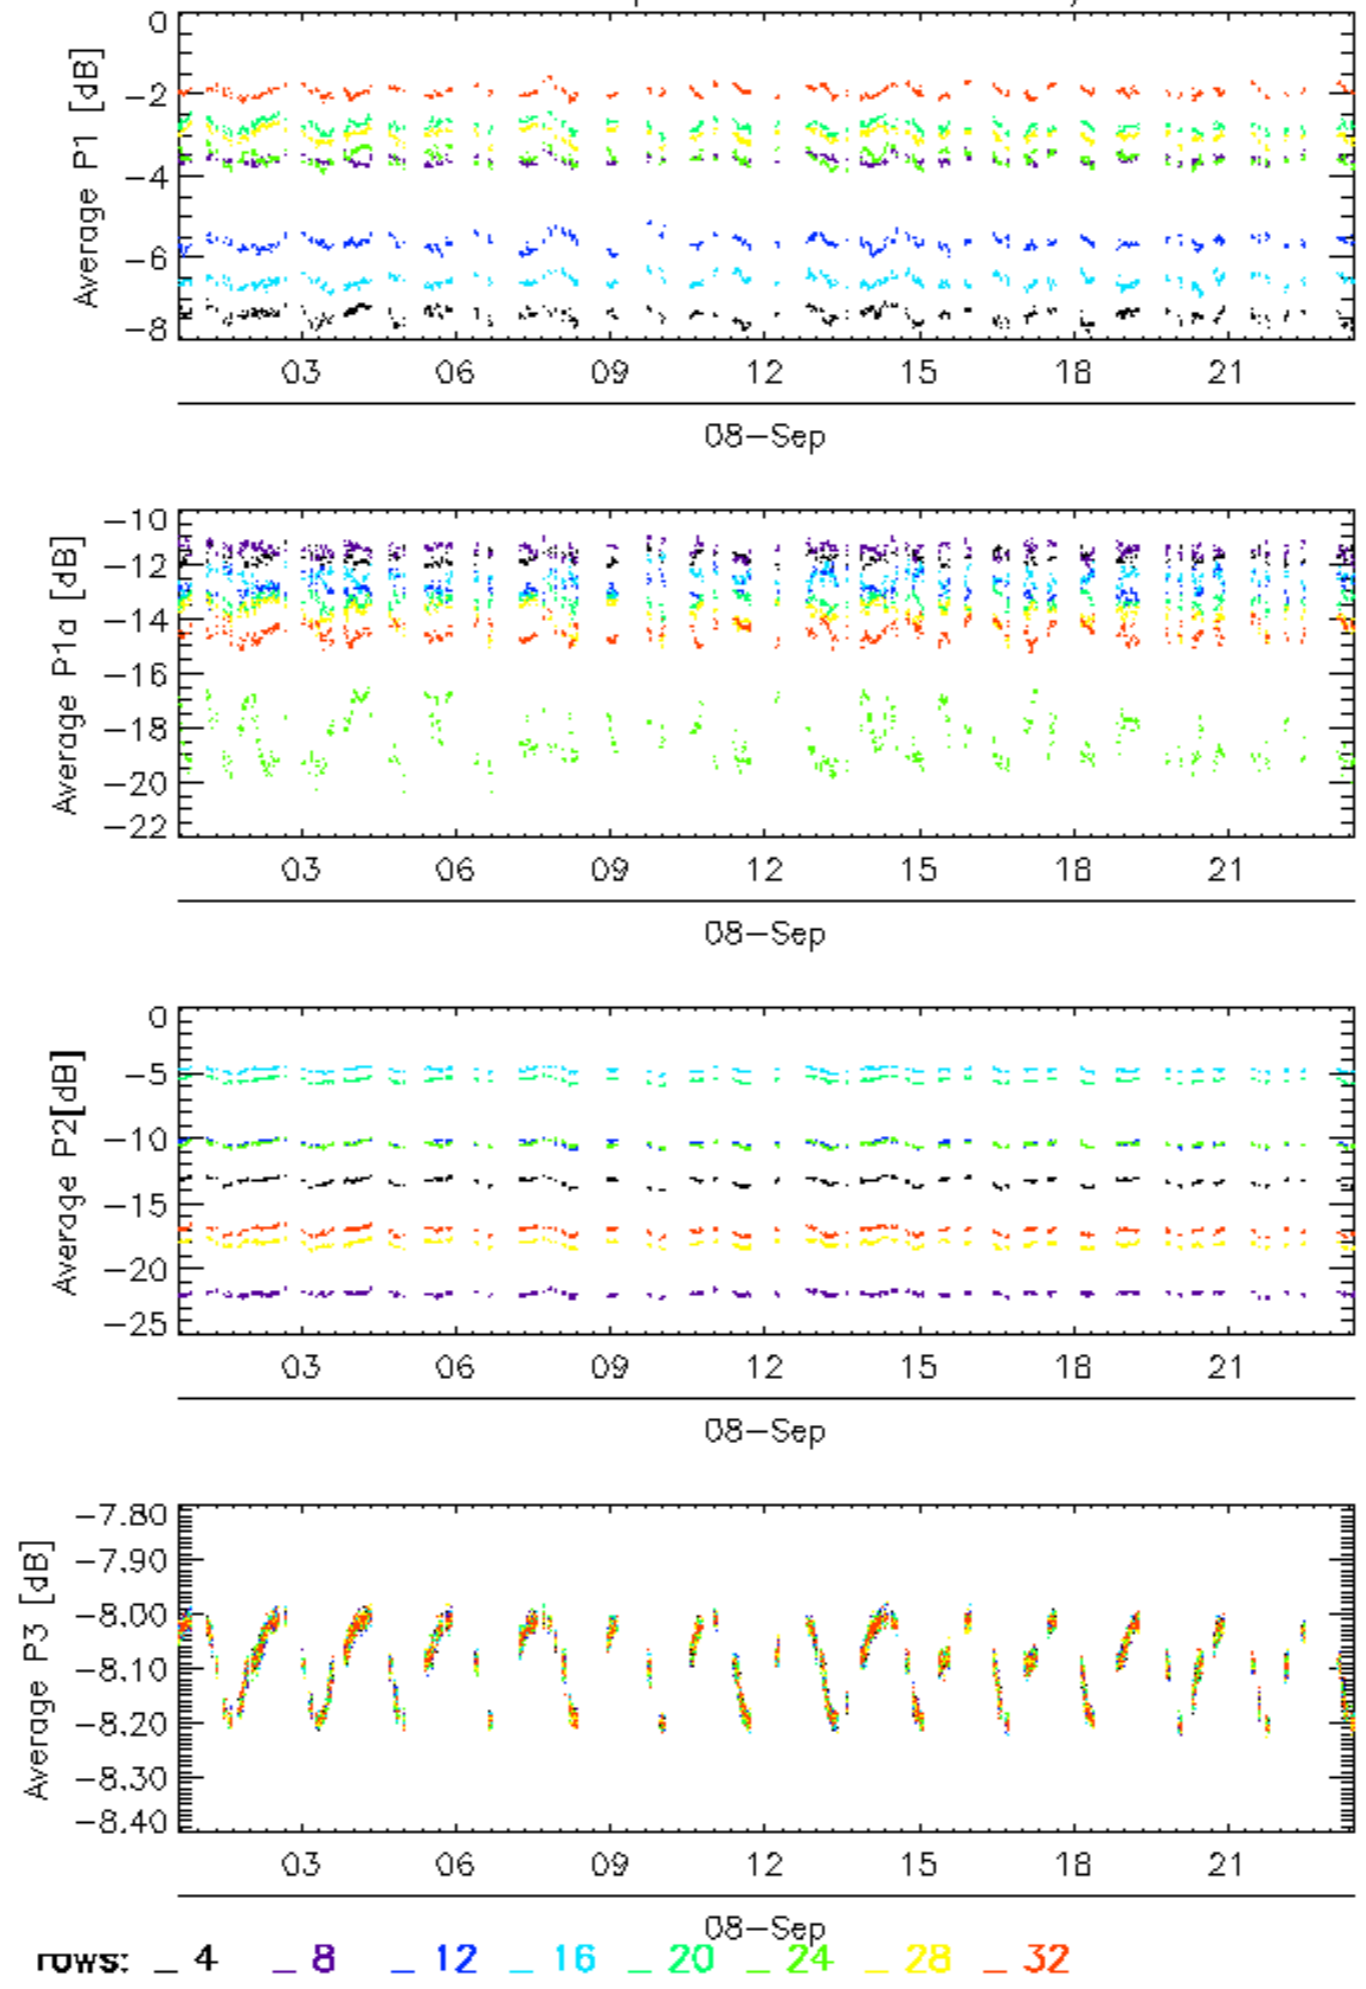 0
-2
-4
-6
-8
Average P1 [dB]
03 06 09 12 15 18 21
08-Sep
-10
-12
-14
-16
-18
-20
-22
Average P1a [dB]
03 06 09 12 15 18 21
08-Sep
0
-5
-10
-15
-20
-25
Average P2[dB]
03 06 09 12 15 18 21
08-Sep
-7.80
-7.90
-8.00
-8.10
-8.20
-8.30
-8.40
Average P3 [dB]
03 06 09 12 15 18 21
08-Sep
rows: _ 4 _ 8 _ 12 _ 16 _ 20 _ 24 _ 28 _ 32